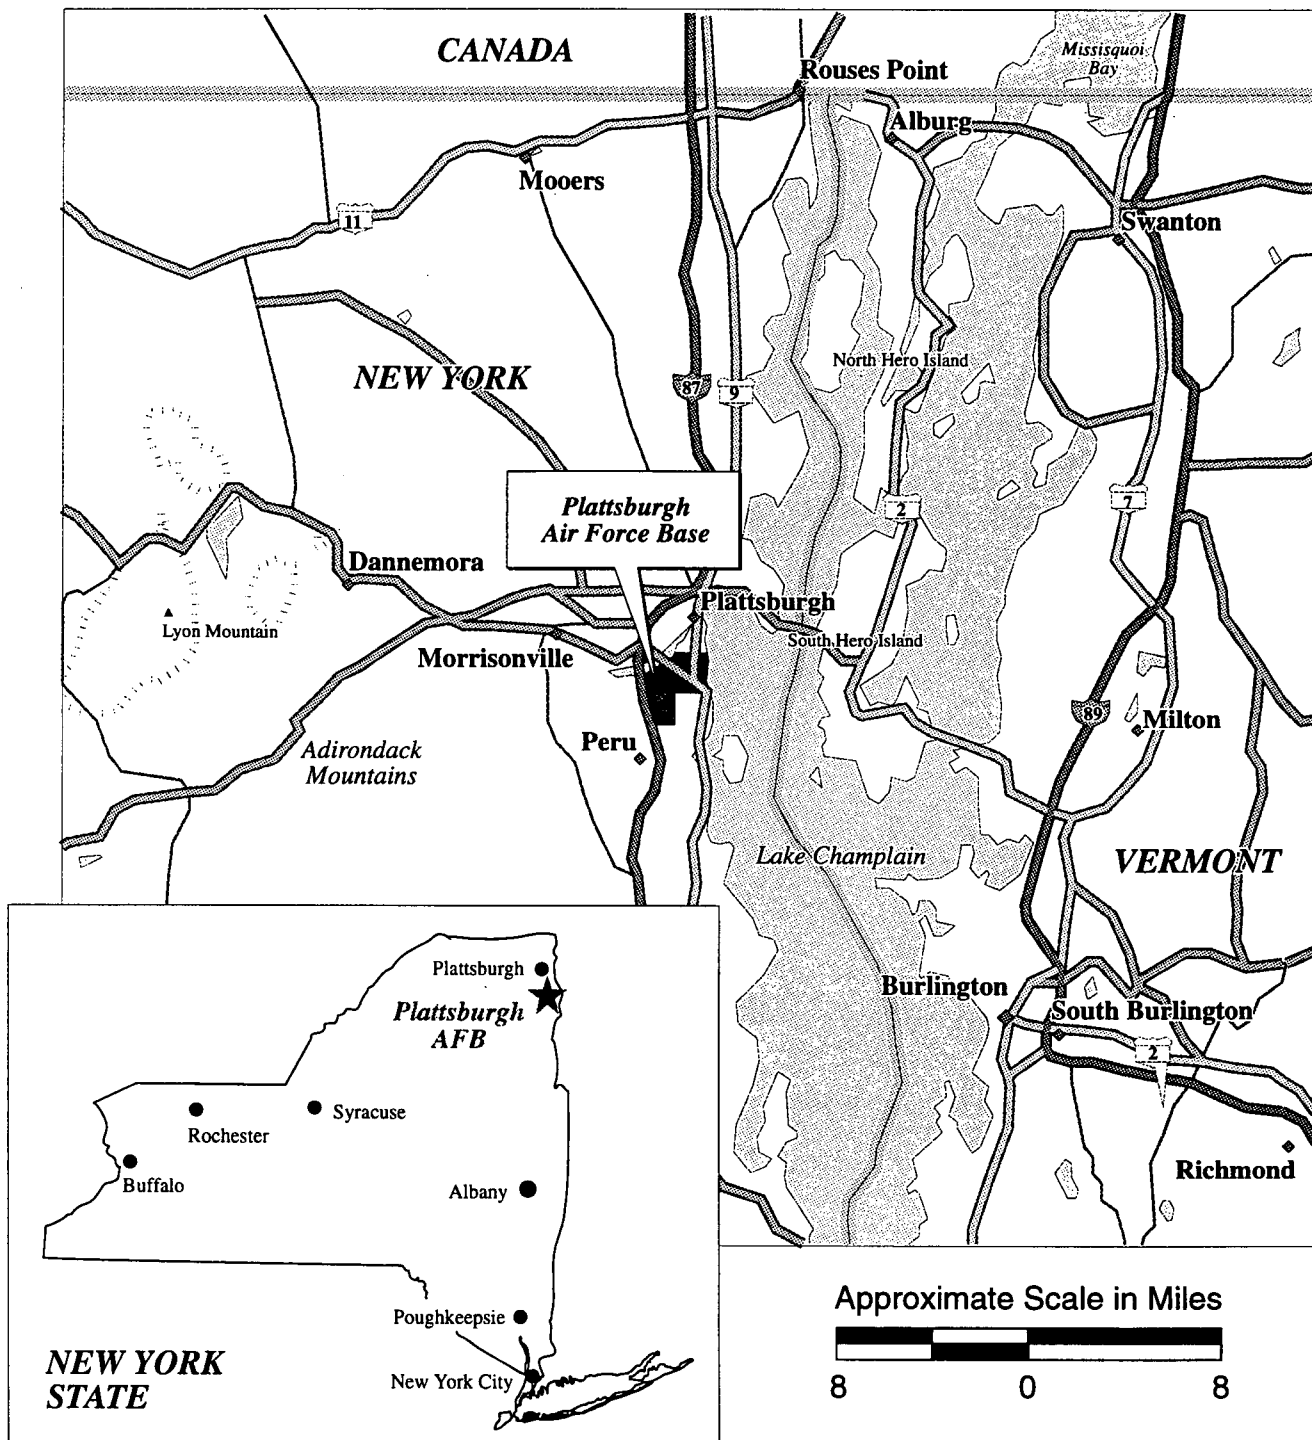 CANADA
Missisquoi
Bay
Rouses Point
Alburg
Mooers
11
Swanton
North Hero Island
NEW YORK
87
9
Plattsburgh
Air Force Base
2
7
Dannemora
Plattsburgh
Lyon Mountain
South Hero Island
Morrisonville
89
Milton
Peru
Adirondack
Mountains
Lake Champlain
VERMONT
Plattsburgh
Burlington
Plattsburgh
AFB
South Burlington
2
Syracuse
Rochester
Richmond
Buffalo
Albany
Approximate Scale in Miles
Poughkeepsie
NEW YORK
STATE
New York City
8 0 8